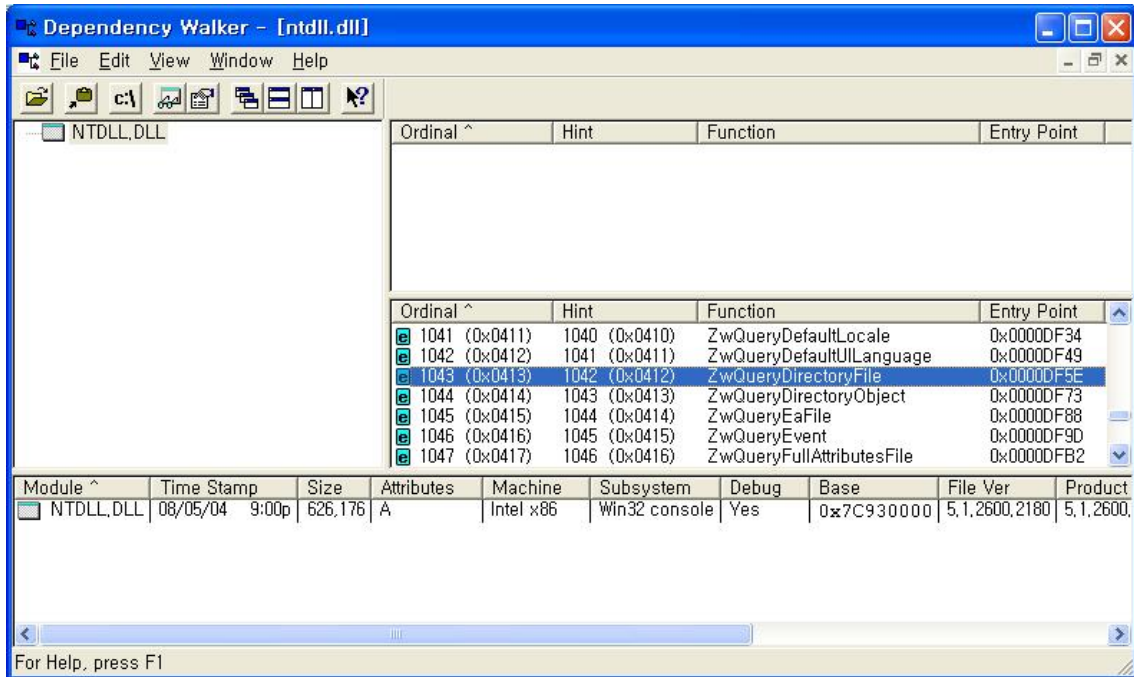 Dependency Walker - [ntdll.dll]
File Edit View Window Help
c:\
NTDLL.DLL
Ordinal ^ Hint Function Entry Point
Ordinal ^ Hint Function Entry Point
e 1041 (0x0411) 1040 (0x0410) ZwQueryDefaultLocale 0x0000DF34
e 1042 (0x0412) 1041 (0x0411) ZwQueryDefaultUILanguage 0x0000DF49
e 1043 (0x0413) 1042 (0x0412) ZwQueryDirectoryFile 0x0000DF5E
e 1044 (0x0414) 1043 (0x0413) ZwQueryDirectoryObject 0x0000DF73
e 1045 (0x0415) 1044 (0x0414) ZwQueryEaFile 0x0000DF88
e 1046 (0x0416) 1045 (0x0415) ZwQueryEvent 0x0000DF9D
e 1047 (0x0417) 1046 (0x0416) ZwQueryFullAttributesFile 0x0000DFB2
Module ^ Time Stamp Size Attributes Machine Subsystem Debug Base File Ver Product
NTDLL.DLL 08/05/04 9:00p 626,176 A Intel x86 Win32 console Yes 0x7C930000 5.1.2600.2180 5.1.2600.
For Help, press F1